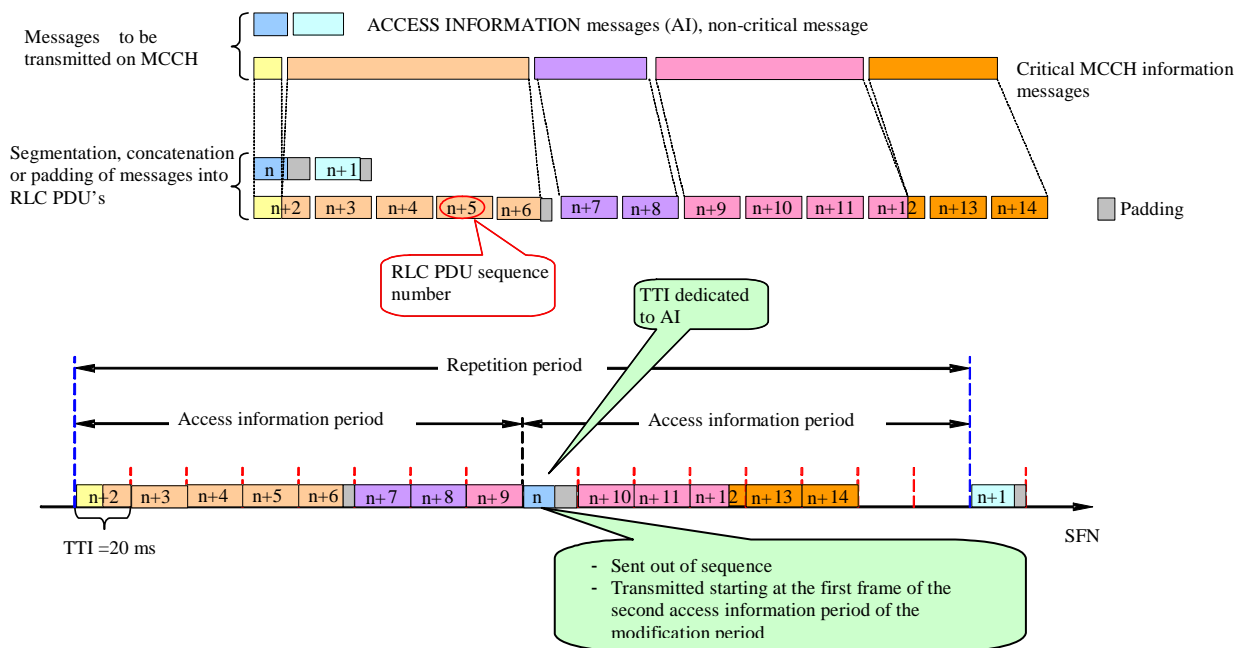 ACCESS INFORMATION messages (AI), non-critical message
Messages to be
transmitted on MCCH
Critical MCCH information
messages
Segmentation, concatenation
or padding of messages into
RLC PDU's
n
n+1
n+2
n+3
n+4
n+5
n+6
n+7
n+8
n+9
n+10
n+11
n+12
n+13
n+14
Padding
RLC PDU sequence
number
TTI dedicated
to AI
Repetition period
Access information period
Access information period
n+2
n+3
n+4
n+5
n+6
n+7
n+8
n+9
n
n+10
n+11
n+12
n+13
n+14
n+1
TTI =20 ms
SFN
- Sent out of sequence
- Transmitted starting at the first frame of the
second access information period of the
modification period